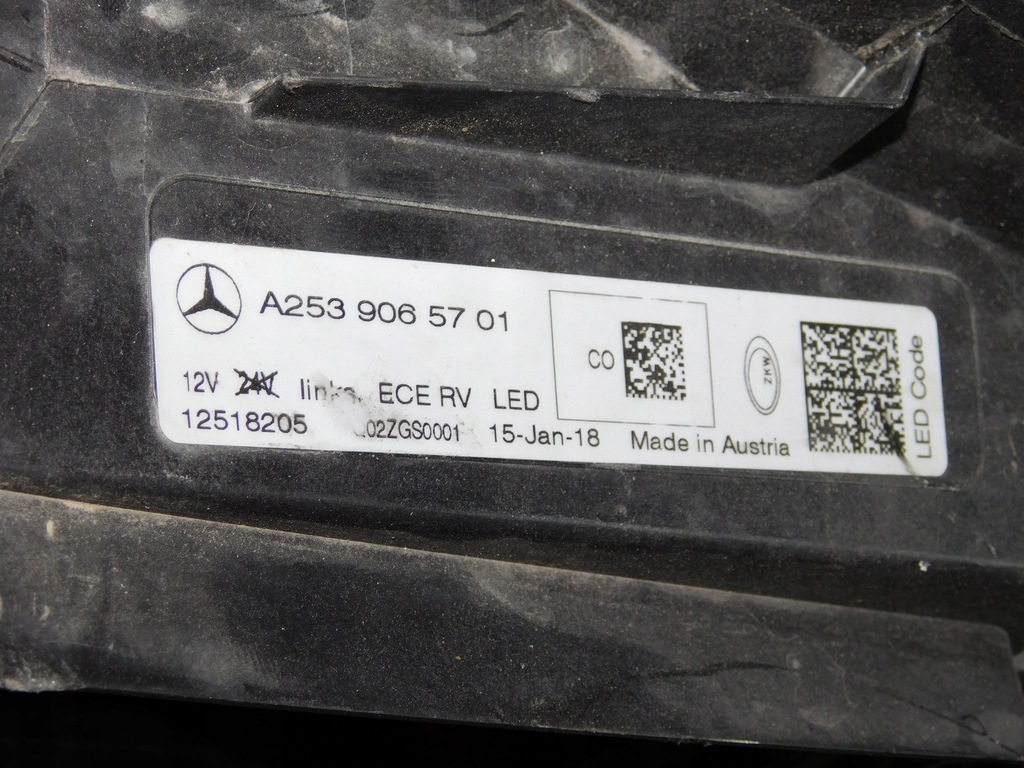 A253 906 57 01
12V 24V links ECE RV LED
12518205 02ZGS0001 15-Jan-18 Made in Austria
CO
ZKW
LED Code